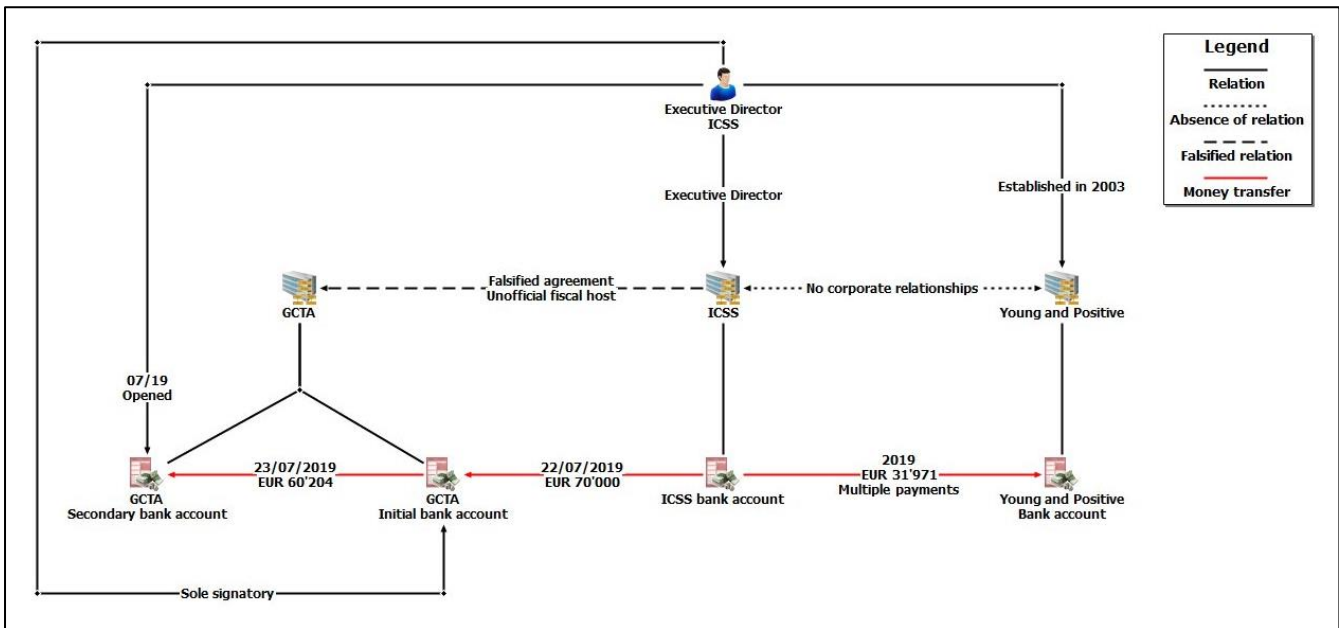 Legend
Relation
Absence of relation
Falsified relation
Money transfer
Executive Director
ICSS
Executive Director
Established in 2003
Falsified agreement
Unofficial fiscal host
No corporate relationships
GCTA
ICSS
Young and Positive
07/19
Opened
23/07/2019
EUR 60'204
22/07/2019
EUR 70'000
2019
EUR 31'971
Multiple payments
GCTA
Secondary bank account
GCTA
Initial bank account
ICSS bank account
Young and Positive
Bank account
Sole signatory